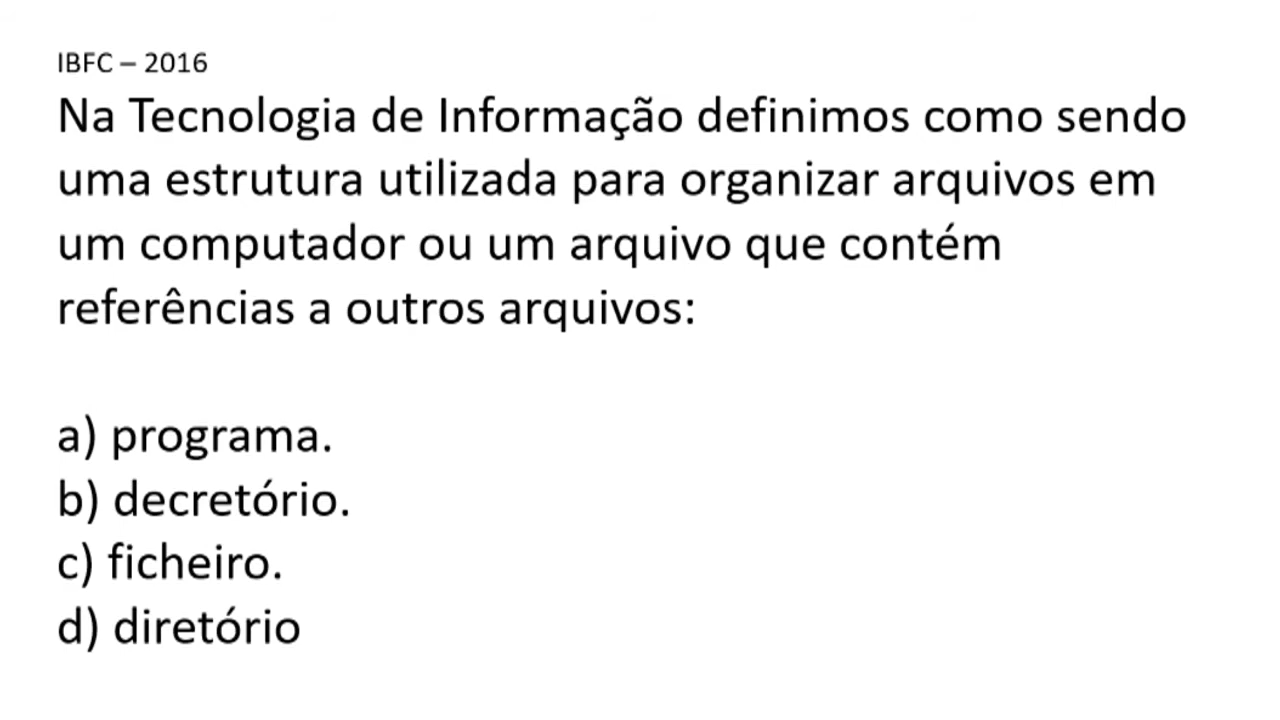 IBFC – 2016
Na Tecnologia de Informação definimos como sendo
uma estrutura utilizada para organizar arquivos em
um computador ou um arquivo que contém
referências a outros arquivos:
a) programa.
b) decretório.
c) ficheiro.
d) diretório